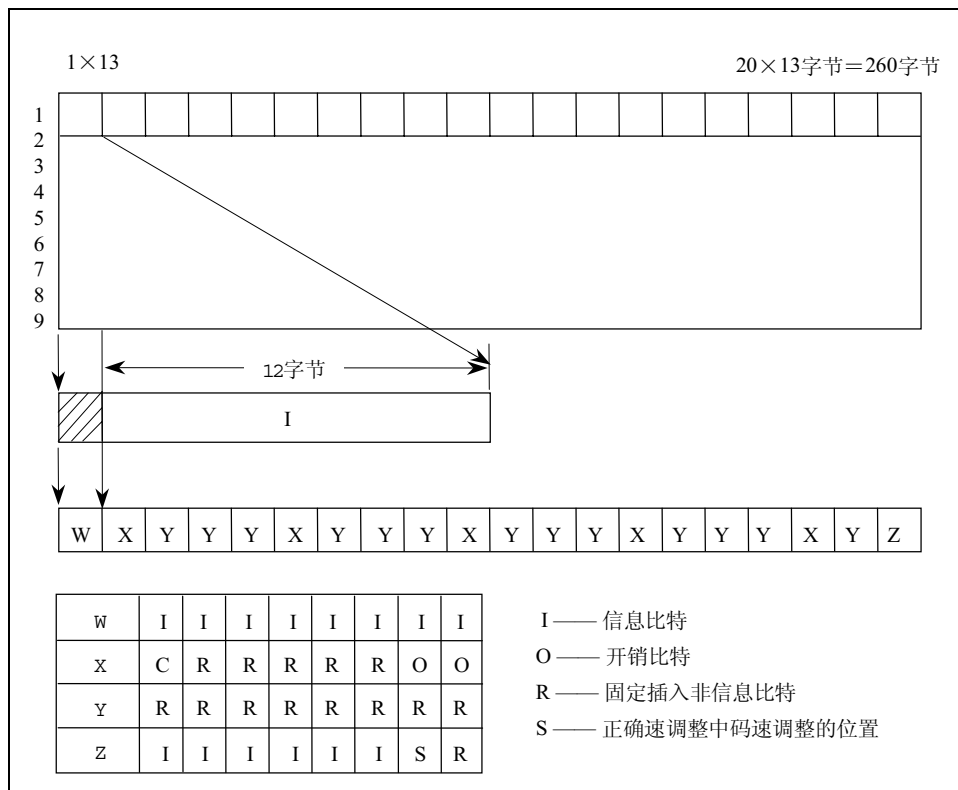 1×13
20×13字节＝260字节
1
2
3
4
5
6
7
8
9
12字节
I
W X Y Y Y X Y Y Y X Y Y Y X Y Y Y X Y Z
W I I I I I I I I
X C R R R R R O O
Y R R R R R R R R
Z I I I I I I S R
I —— 信息比特
O —— 开销比特
R —— 固定插入非信息比特
S —— 正确速调整中码速调整的位置